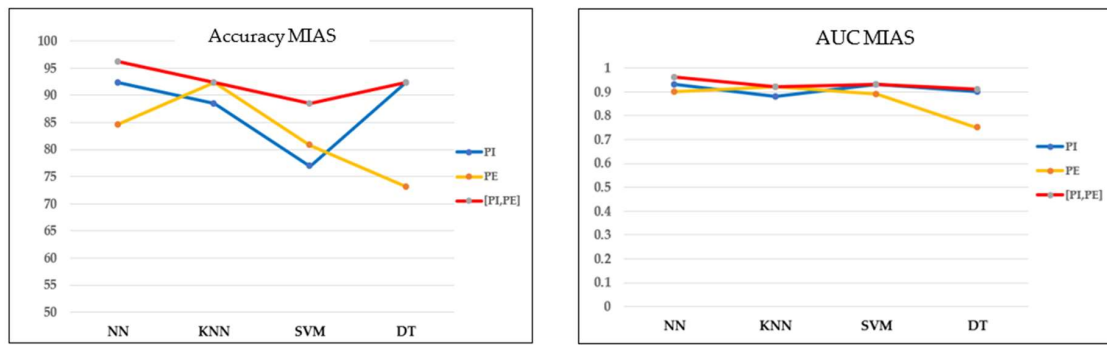 Accuracy MIAS
100
95
90
85
80
75
70
65
60
55
50
NN KNN SVM DT
PI
PE
[PI,PE]
AUC MIAS
1
0.9
0.8
0.7
0.6
0.5
0.4
0.3
0.2
0.1
0
NN KNN SVM DT
PI
PE
[PI,PE]